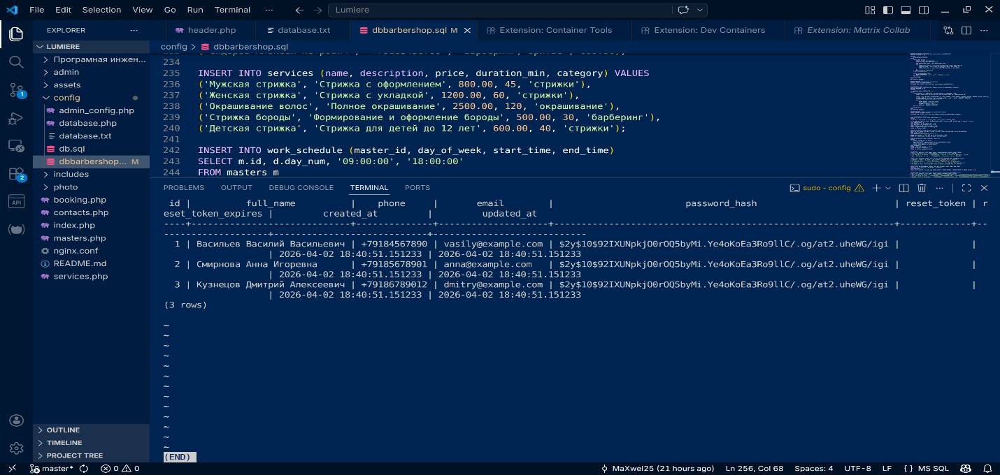 File Edit Selection View Go Run Terminal ··· Lumiere
EXPLORER ···
header.php database.txt dbbarbershop.sql M Extension: Container Tools Extension: Dev Containers Extension: Matrix Collab ···
LUMIERE
Програмная инжен...
admin
assets
config
admin_config.php
database.php
database.txt
db.sql
dbbarbershop... M
includes
photo
booking.php
contacts.php
index.php
masters.php
nginx.conf
README.md
services.php
OUTLINE
TIMELINE
PROJECT TREE
1
2
API
config > dbbarbershop.sql
234
235 INSERT INTO services (name, description, price, duration_min, category) VALUES
236 ('Мужская стрижка', 'Стрижка с оформлением', 800.00, 45, 'стрижки'),
237 ('Женская стрижка', 'Стрижка с укладкой', 1200.00, 60, 'стрижки'),
238 ('Окрашивание волос', 'Полное окрашивание', 2500.00, 120, 'окрашивание'),
239 ('Стрижка бороды', 'Формирование и оформление бороды', 500.00, 30, 'барберинг'),
240 ('Детская стрижка', 'Стрижка для детей до 12 лет', 600.00, 40, 'стрижки');
241
242 INSERT INTO work_schedule (master_id, day_of_week, start_time, end_time)
243 SELECT m.id, d.day_num, '09:00:00', '18:00:00'
244 FROM masters m
PROBLEMS OUTPUT DEBUG CONSOLE TERMINAL PORTS sudo - config ···
id | full_name | phone | email | password_hash | reset_token | r
eset_token_expires | created_at | updated_at
----+-----------------------------+--------------+--------------------+--------------------------------------------------------------+-------------+--
-------------------+----------------------------+----------------------------
1 | Васильев Василий Васильевич | +79184567890 | vasily@example.com | $2y$10$92IXUNpkjO0rOQ5byMi.Ye4oKoEa3Ro9llC/.og/at2.uheWG/igi | |
| 2026-04-02 18:40:51.151233 | 2026-04-02 18:40:51.151233
2 | Смирнова Анна Игоревна | +79185678901 | anna@example.com | $2y$10$92IXUNpkjO0rOQ5byMi.Ye4oKoEa3Ro9llC/.og/at2.uheWG/igi | |
| 2026-04-02 18:40:51.151233 | 2026-04-02 18:40:51.151233
3 | Кузнецов Дмитрий Алексеевич | +79186789012 | dmitry@example.com | $2y$10$92IXUNpkjO0rOQ5byMi.Ye4oKoEa3Ro9llC/.og/at2.uheWG/igi | |
| 2026-04-02 18:40:51.151233 | 2026-04-02 18:40:51.151233
(3 rows)
~
~
~
~
~
~
~
~
~
~
~
~
~
(END)
master* 0 0 MaXwel25 (21 hours ago) Ln 256, Col 68 Spaces: 4 UTF-8 LF {} MS SQL